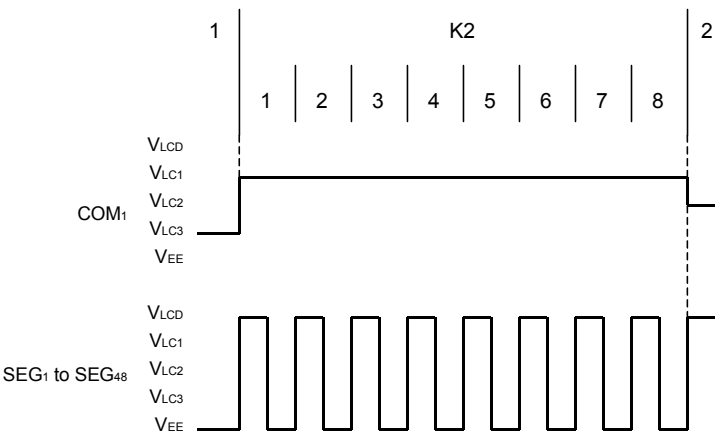 1 K2 2
1 2 3 4 5 6 7 8
VLCD
VLC1
VLC2
COM1
VLC3
VEE
VLCD
VLC1
SEG1 to SEG48 VLC2
VLC3
VEE